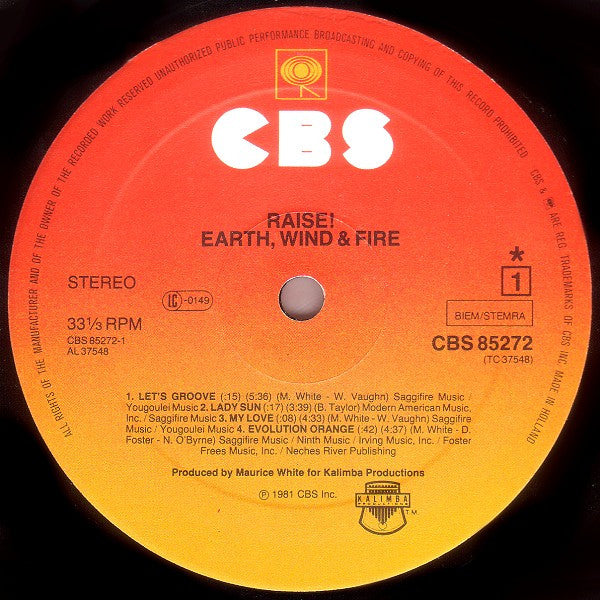 ALL RIGHTS OF THE MANUFACTURER AND OF THE OWNER OF THE RECORDED WORK RESERVED UNAUTHORIZED PUBLIC PERFORMANCE BROADCASTING AND COPYING OF THIS RECORD PROHIBITED
CBS & ARE REG. TRADEMARKS OF CBS INC. MADE IN HOLLAND
CBS
RAISE!
EARTH, WIND & FIRE
STEREO
LC-0149
33⅓ RPM
CBS 85272-1
AL 37548
*
1
BIEM/STEMRA
CBS 85272
(TC 37548)
1. LET'S GROOVE (:15) (5:36) (M. White - W. Vaughn) Saggifire Music /
Yougoulei Music 2. LADY SUN (:17) (3:39) (B. Taylor) Modern American Music,
Inc. / Saggifire Music 3. MY LOVE (:08) (4:33) (M. White - W. Vaughn) Saggifire
Music / Yougoulei Music 4. EVOLUTION ORANGE (:42) (4:37) (M. White - D.
Foster - N. O'Byrne) Saggifire Music / Ninth Music / Irving Music, Inc. / Foster
Frees Music, Inc. / Neches River Publishing
Produced by Maurice White for Kalimba Productions
℗ 1981 CBS Inc.
KALIMBA
PRODUCTIONS
T.M.